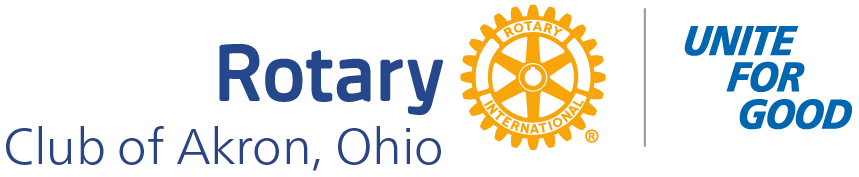 Rotary
Club of Akron, Ohio
ROTARY
INTERNATIONAL
®
UNITE
FOR
GOOD